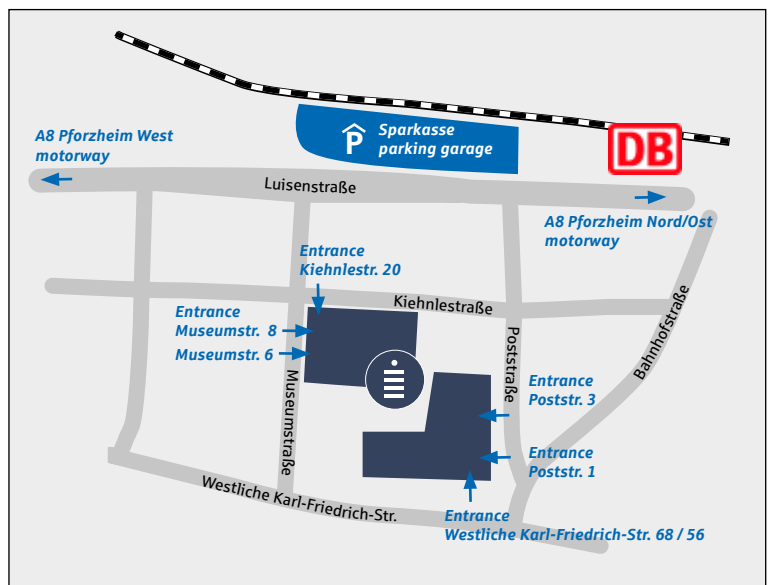 A8 Pforzheim West
motorway
P
Sparkasse
parking garage
DB
Luisenstraße
A8 Pforzheim Nord/Ost
motorway
Entrance
Kiehnlestr. 20
Kiehnlestraße
Entrance
Museumstr. 8
Museumstr. 6
Museumstraße
Poststraße
Bahnhofstraße
Entrance
Poststr. 3
Entrance
Poststr. 1
Westliche Karl-Friedrich-Str.
Entrance
Westliche Karl-Friedrich-Str. 68 / 56